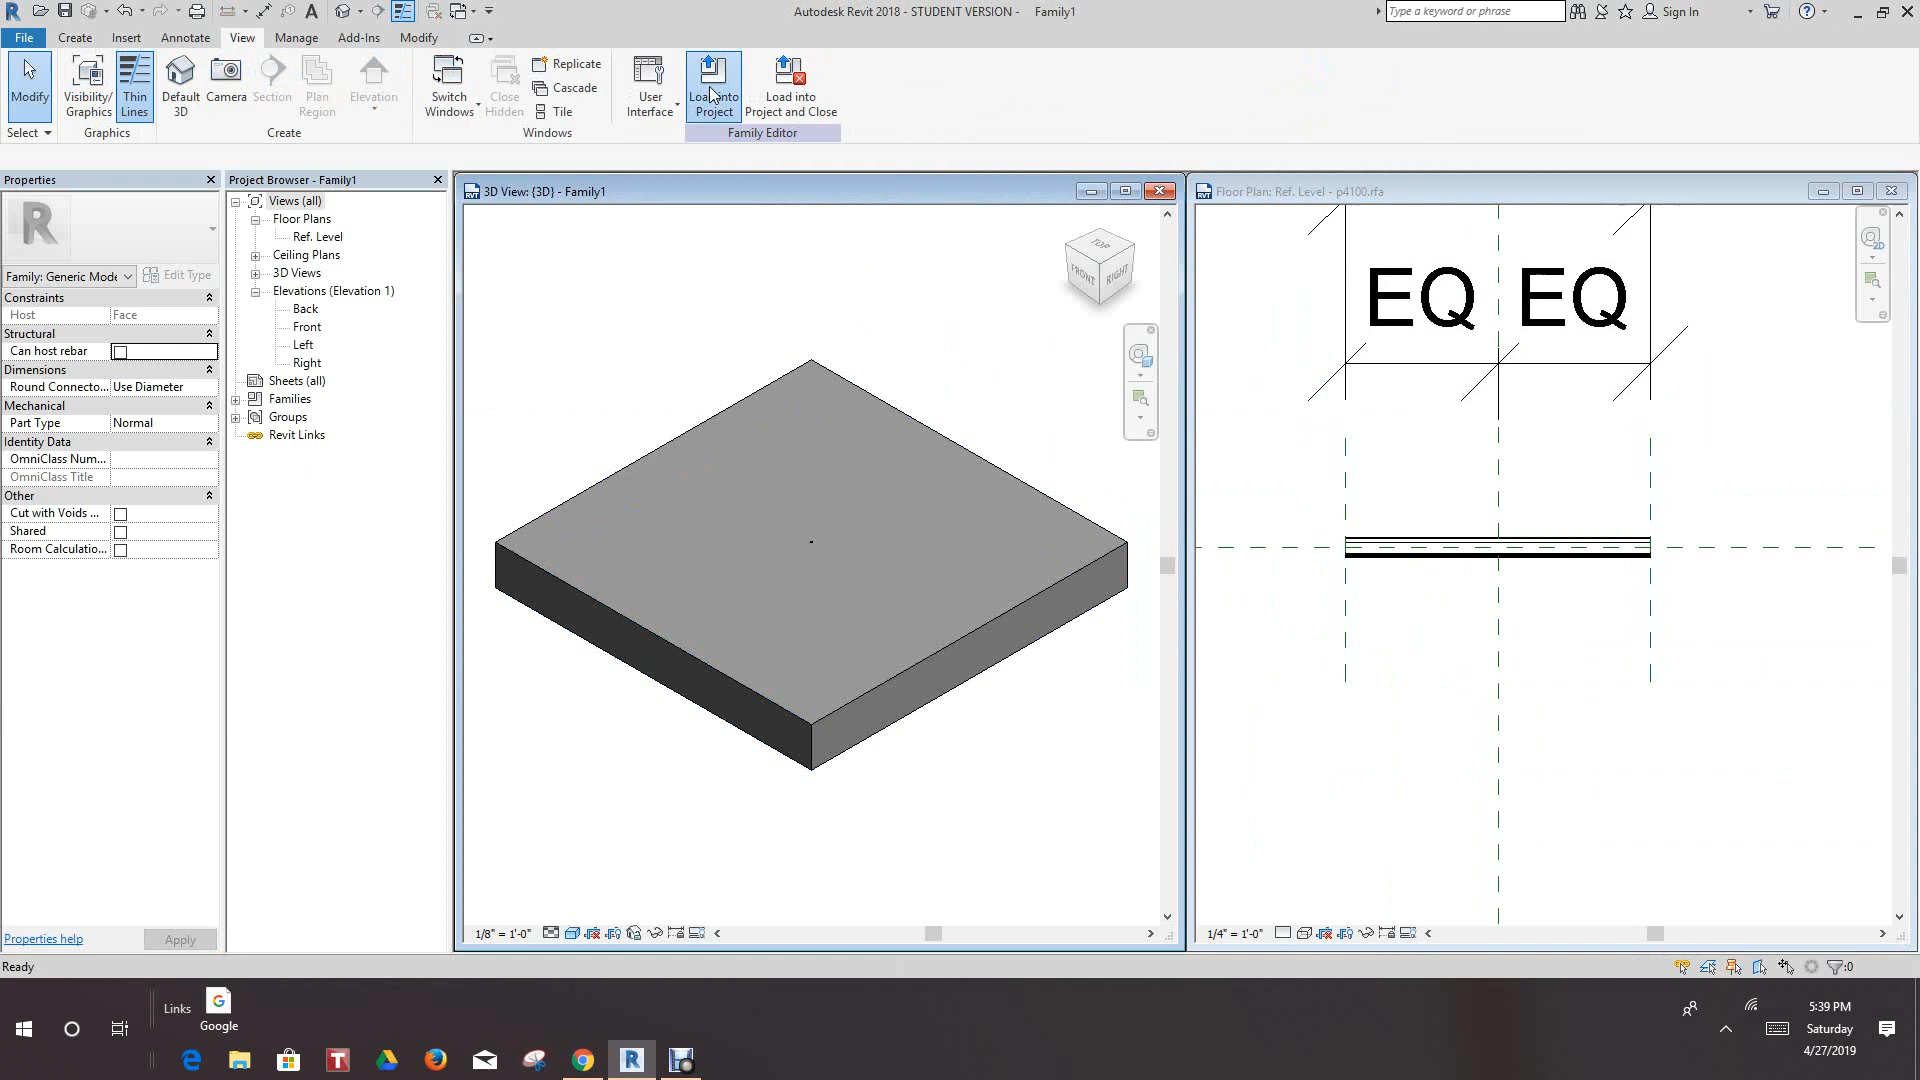 Autodesk Revit 2018 - STUDENT VERSION - Family1
Type a keyword or phrase
Sign In
File Create Insert Annotate View Manage Add-Ins Modify
Modify
Visibility/ Graphics
Thin Lines
Default 3D
Camera
Section
Plan Region
Elevation
Switch Windows
Close Hidden
Replicate
Cascade
Tile
User Interface
Load into Project
Load into Project and Close
Select
Graphics
Create
Windows
Family Editor
Properties
Family: Generic Mode
Edit Type
Constraints
Host Face
Structural
Can host rebar
Dimensions
Round Connecto... Use Diameter
Mechanical
Part Type Normal
Identity Data
OmniClass Num...
OmniClass Title
Other
Cut with Voids ...
Shared
Room Calculatio...
Properties help
Apply
Project Browser - Family1
Views (all)
Floor Plans
Ref. Level
Ceiling Plans
3D Views
Elevations (Elevation 1)
Back
Front
Left
Right
Sheets (all)
Families
Groups
Revit Links
3D View: {3D} - Family1
TOP
FRONT
RIGHT
1/8" = 1'-0"
Floor Plan: Ref. Level - p4100.rfa
2D
EQ EQ
1/4" = 1'-0"
Ready
:0
Links
Google
5:39 PM
Saturday
4/27/2019